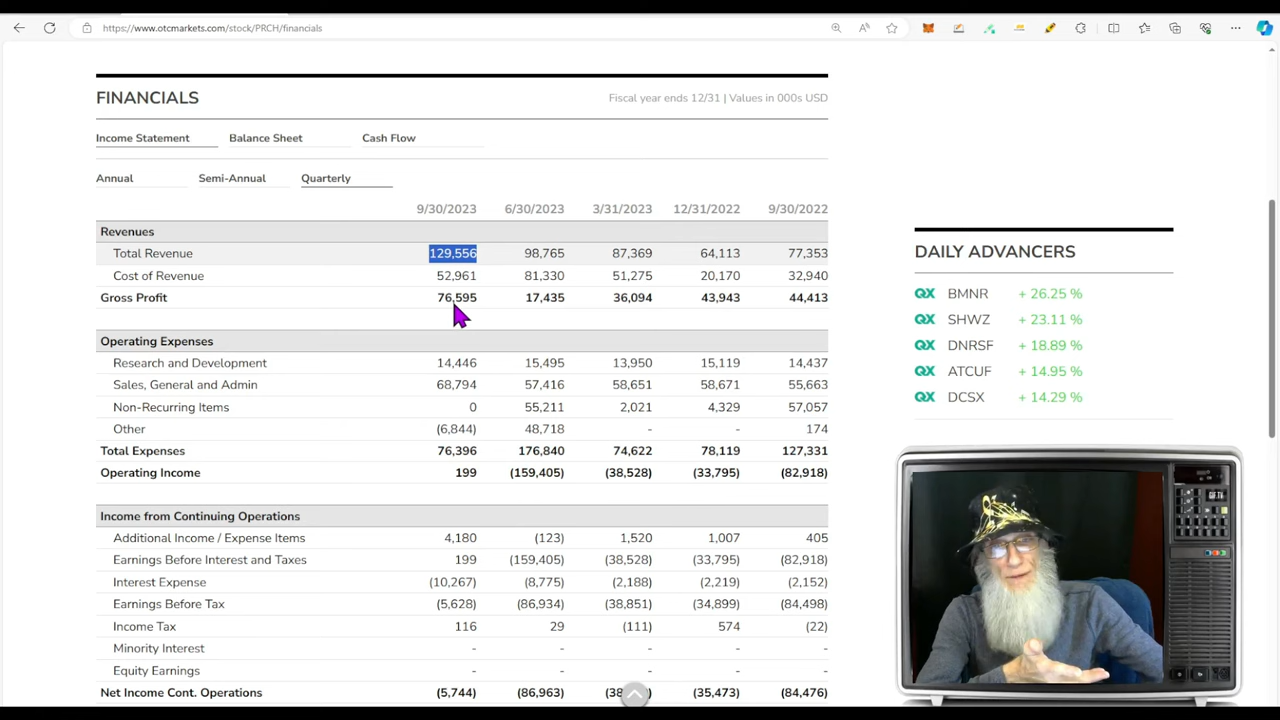 https://www.otcmarkets.com/stock/PRCH/financials
FINANCIALS Fiscal year ends 12/31 | Values in 000s USD
Income Statement Balance Sheet Cash Flow
Annual Semi-Annual Quarterly
9/30/2023 6/30/2023 3/31/2023 12/31/2022 9/30/2022
Revenues
Total Revenue 129,556 98,765 87,369 64,113 77,353
Cost of Revenue 52,961 81,330 51,275 20,170 32,940
Gross Profit 76,595 17,435 36,094 43,943 44,413
Operating Expenses
Research and Development 14,446 15,495 13,950 15,119 14,437
Sales, General and Admin 68,794 57,416 58,651 58,671 55,663
Non-Recurring Items 0 55,211 2,021 4,329 57,057
Other (6,844) 48,718 - - 174
Total Expenses 76,396 176,840 74,622 78,119 127,331
Operating Income 199 (159,405) (38,528) (33,795) (82,918)
Income from Continuing Operations
Additional Income / Expense Items 4,180 (123) 1,520 1,007 405
Earnings Before Interest and Taxes 199 (159,405) (38,528) (33,795) (82,918)
Interest Expense (10,267) (8,775) (2,188) (2,219) (2,152)
Earnings Before Tax (5,628) (86,934) (38,851) (34,899) (84,498)
Income Tax 116 29 (111) 574 (22)
Minority Interest - - - - -
Equity Earnings - - - - -
Net Income Cont. Operations (5,744) (86,963) (35,473) (84,476)
DAILY ADVANCERS
QX BMNR + 26.25 %
QX SHWZ + 23.11 %
QX DNRSF + 18.89 %
QX ATCUF + 14.95 %
QX DCSX + 14.29 %